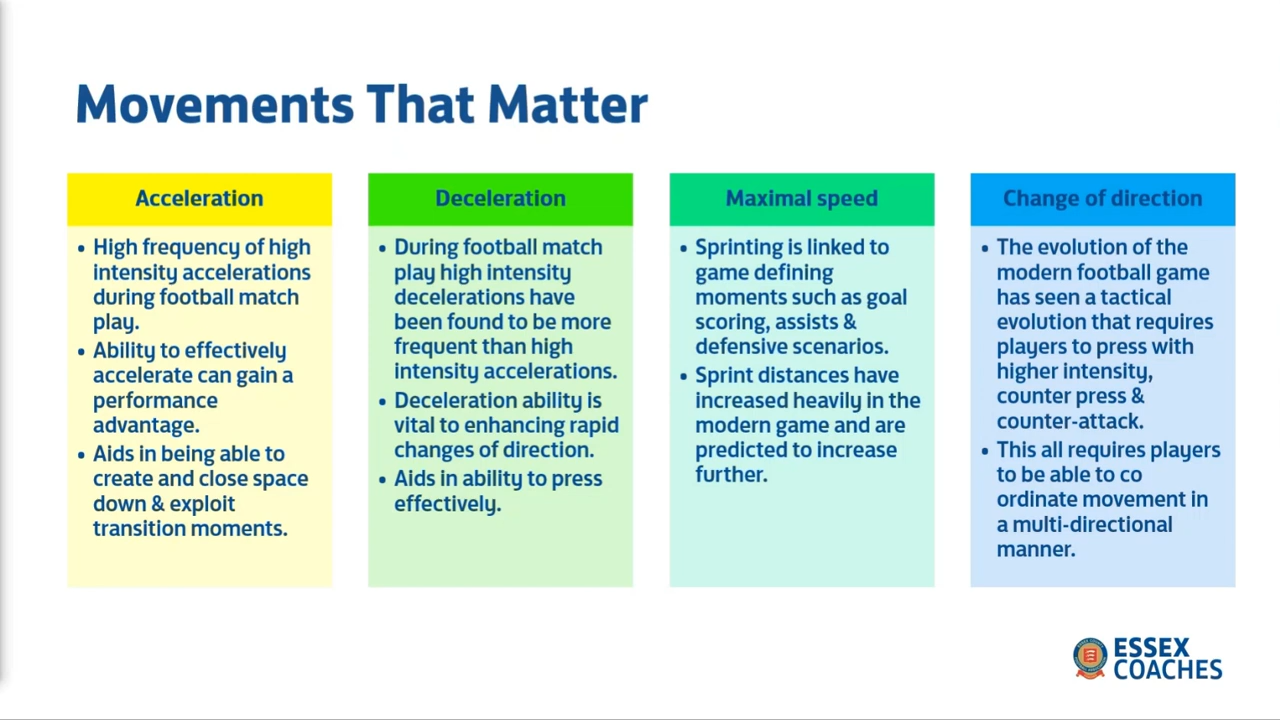 Movements That Matter
Acceleration
• High frequency of high
intensity accelerations
during football match
play.
• Ability to effectively
accelerate can gain a
performance
advantage.
• Aids in being able to
create and close space
down & exploit
transition moments.
Deceleration
• During football match
play high intensity
decelerations have
been found to be more
frequent than high
intensity accelerations.
• Deceleration ability is
vital to enhancing rapid
changes of direction.
• Aids in ability to press
effectively.
Maximal speed
• Sprinting is linked to
game defining
moments such as goal
scoring, assists &
defensive scenarios.
• Sprint distances have
increased heavily in the
modern game and are
predicted to increase
further.
Change of direction
• The evolution of the
modern football game
has seen a tactical
evolution that requires
players to press with
higher intensity,
counter press &
counter-attack.
• This all requires players
to be able to co
ordinate movement in
a multi-directional
manner.
ESSEX
COACHES